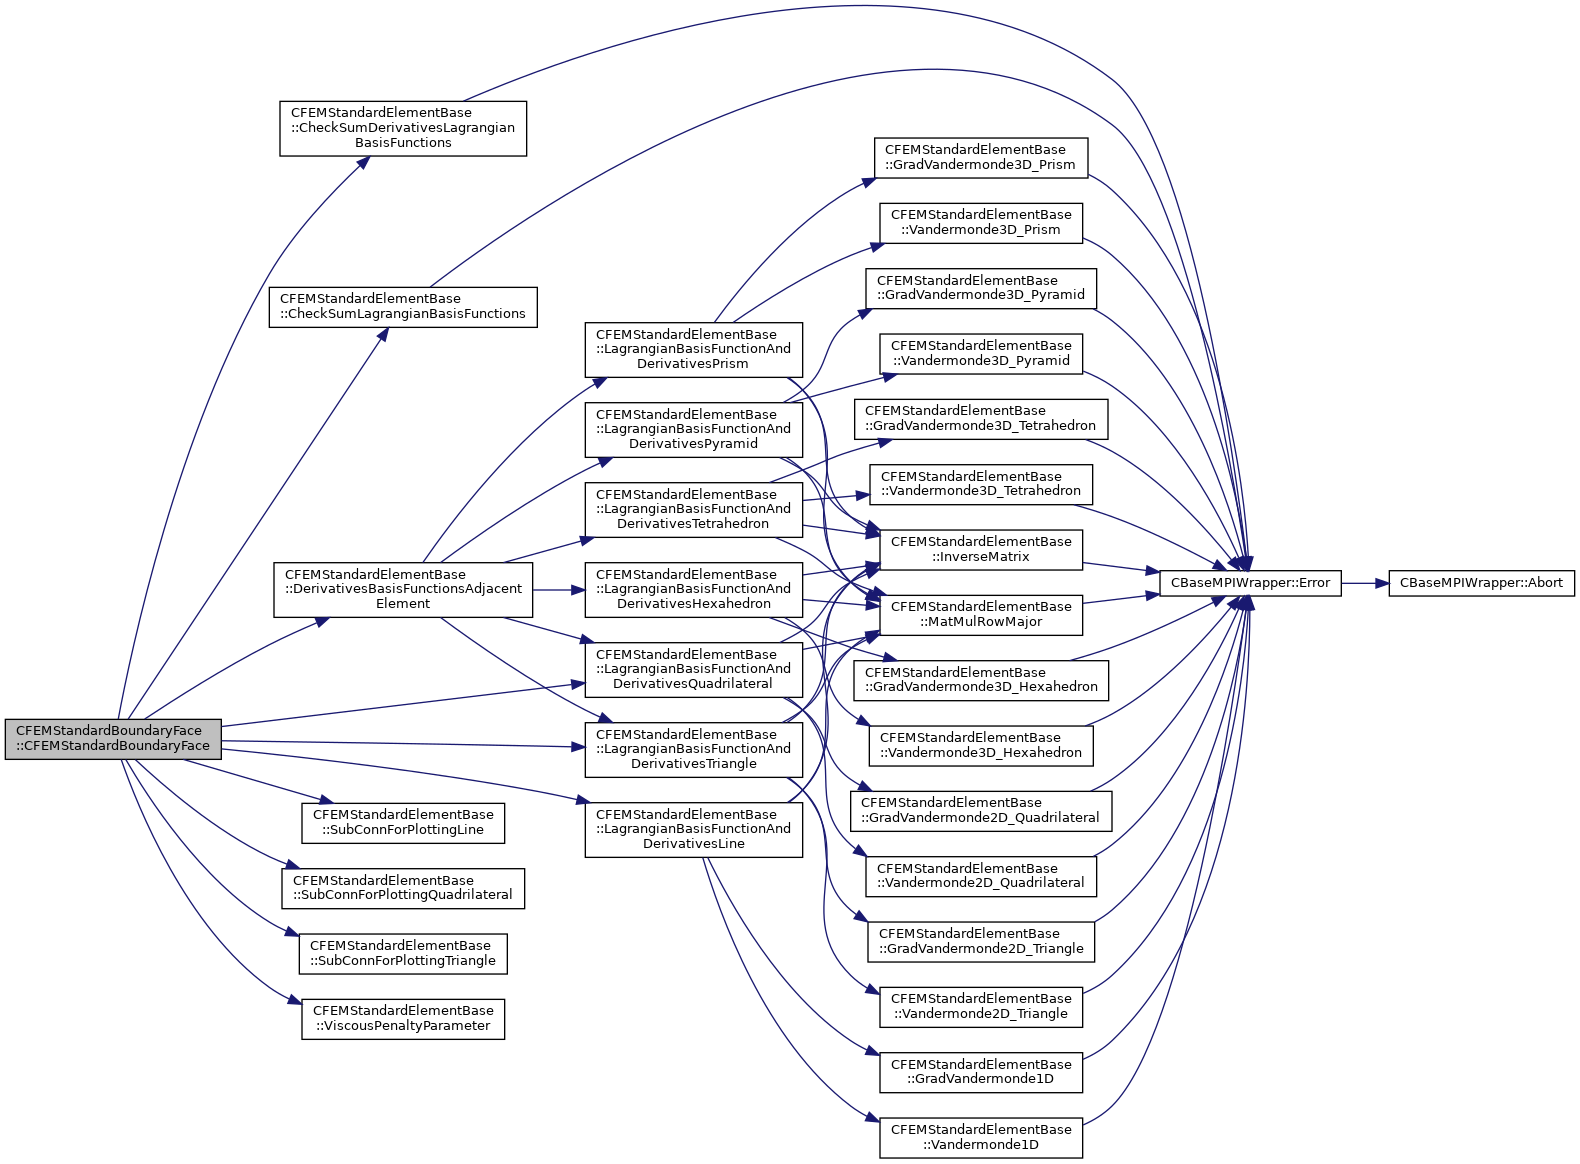 CFEMStandardBoundaryFace
::CFEMStandardBoundaryFace
CFEMStandardElementBase
::CheckSumDerivativesLagrangian
BasisFunctions
CFEMStandardElementBase
::CheckSumLagrangianBasisFunctions
CFEMStandardElementBase
::DerivativesBasisFunctionsAdjacent
Element
CFEMStandardElementBase
::SubConnForPlottingLine
CFEMStandardElementBase
::SubConnForPlottingQuadrilateral
CFEMStandardElementBase
::SubConnForPlottingTriangle
CFEMStandardElementBase
::ViscousPenaltyParameter
CFEMStandardElementBase
::LagrangianBasisFunctionAnd
DerivativesPrism
CFEMStandardElementBase
::LagrangianBasisFunctionAnd
DerivativesPyramid
CFEMStandardElementBase
::LagrangianBasisFunctionAnd
DerivativesTetrahedron
CFEMStandardElementBase
::LagrangianBasisFunctionAnd
DerivativesHexahedron
CFEMStandardElementBase
::LagrangianBasisFunctionAnd
DerivativesQuadrilateral
CFEMStandardElementBase
::LagrangianBasisFunctionAnd
DerivativesTriangle
CFEMStandardElementBase
::LagrangianBasisFunctionAnd
DerivativesLine
CFEMStandardElementBase
::GradVandermonde3D_Prism
CFEMStandardElementBase
::Vandermonde3D_Prism
CFEMStandardElementBase
::GradVandermonde3D_Pyramid
CFEMStandardElementBase
::Vandermonde3D_Pyramid
CFEMStandardElementBase
::GradVandermonde3D_Tetrahedron
CFEMStandardElementBase
::Vandermonde3D_Tetrahedron
CFEMStandardElementBase
::InverseMatrix
CFEMStandardElementBase
::MatMulRowMajor
CFEMStandardElementBase
::GradVandermonde3D_Hexahedron
CFEMStandardElementBase
::Vandermonde3D_Hexahedron
CFEMStandardElementBase
::GradVandermonde2D_Quadrilateral
CFEMStandardElementBase
::Vandermonde2D_Quadrilateral
CFEMStandardElementBase
::GradVandermonde2D_Triangle
CFEMStandardElementBase
::Vandermonde2D_Triangle
CFEMStandardElementBase
::GradVandermonde1D
CFEMStandardElementBase
::Vandermonde1D
CBaseMPIWrapper::Error
CBaseMPIWrapper::Abort